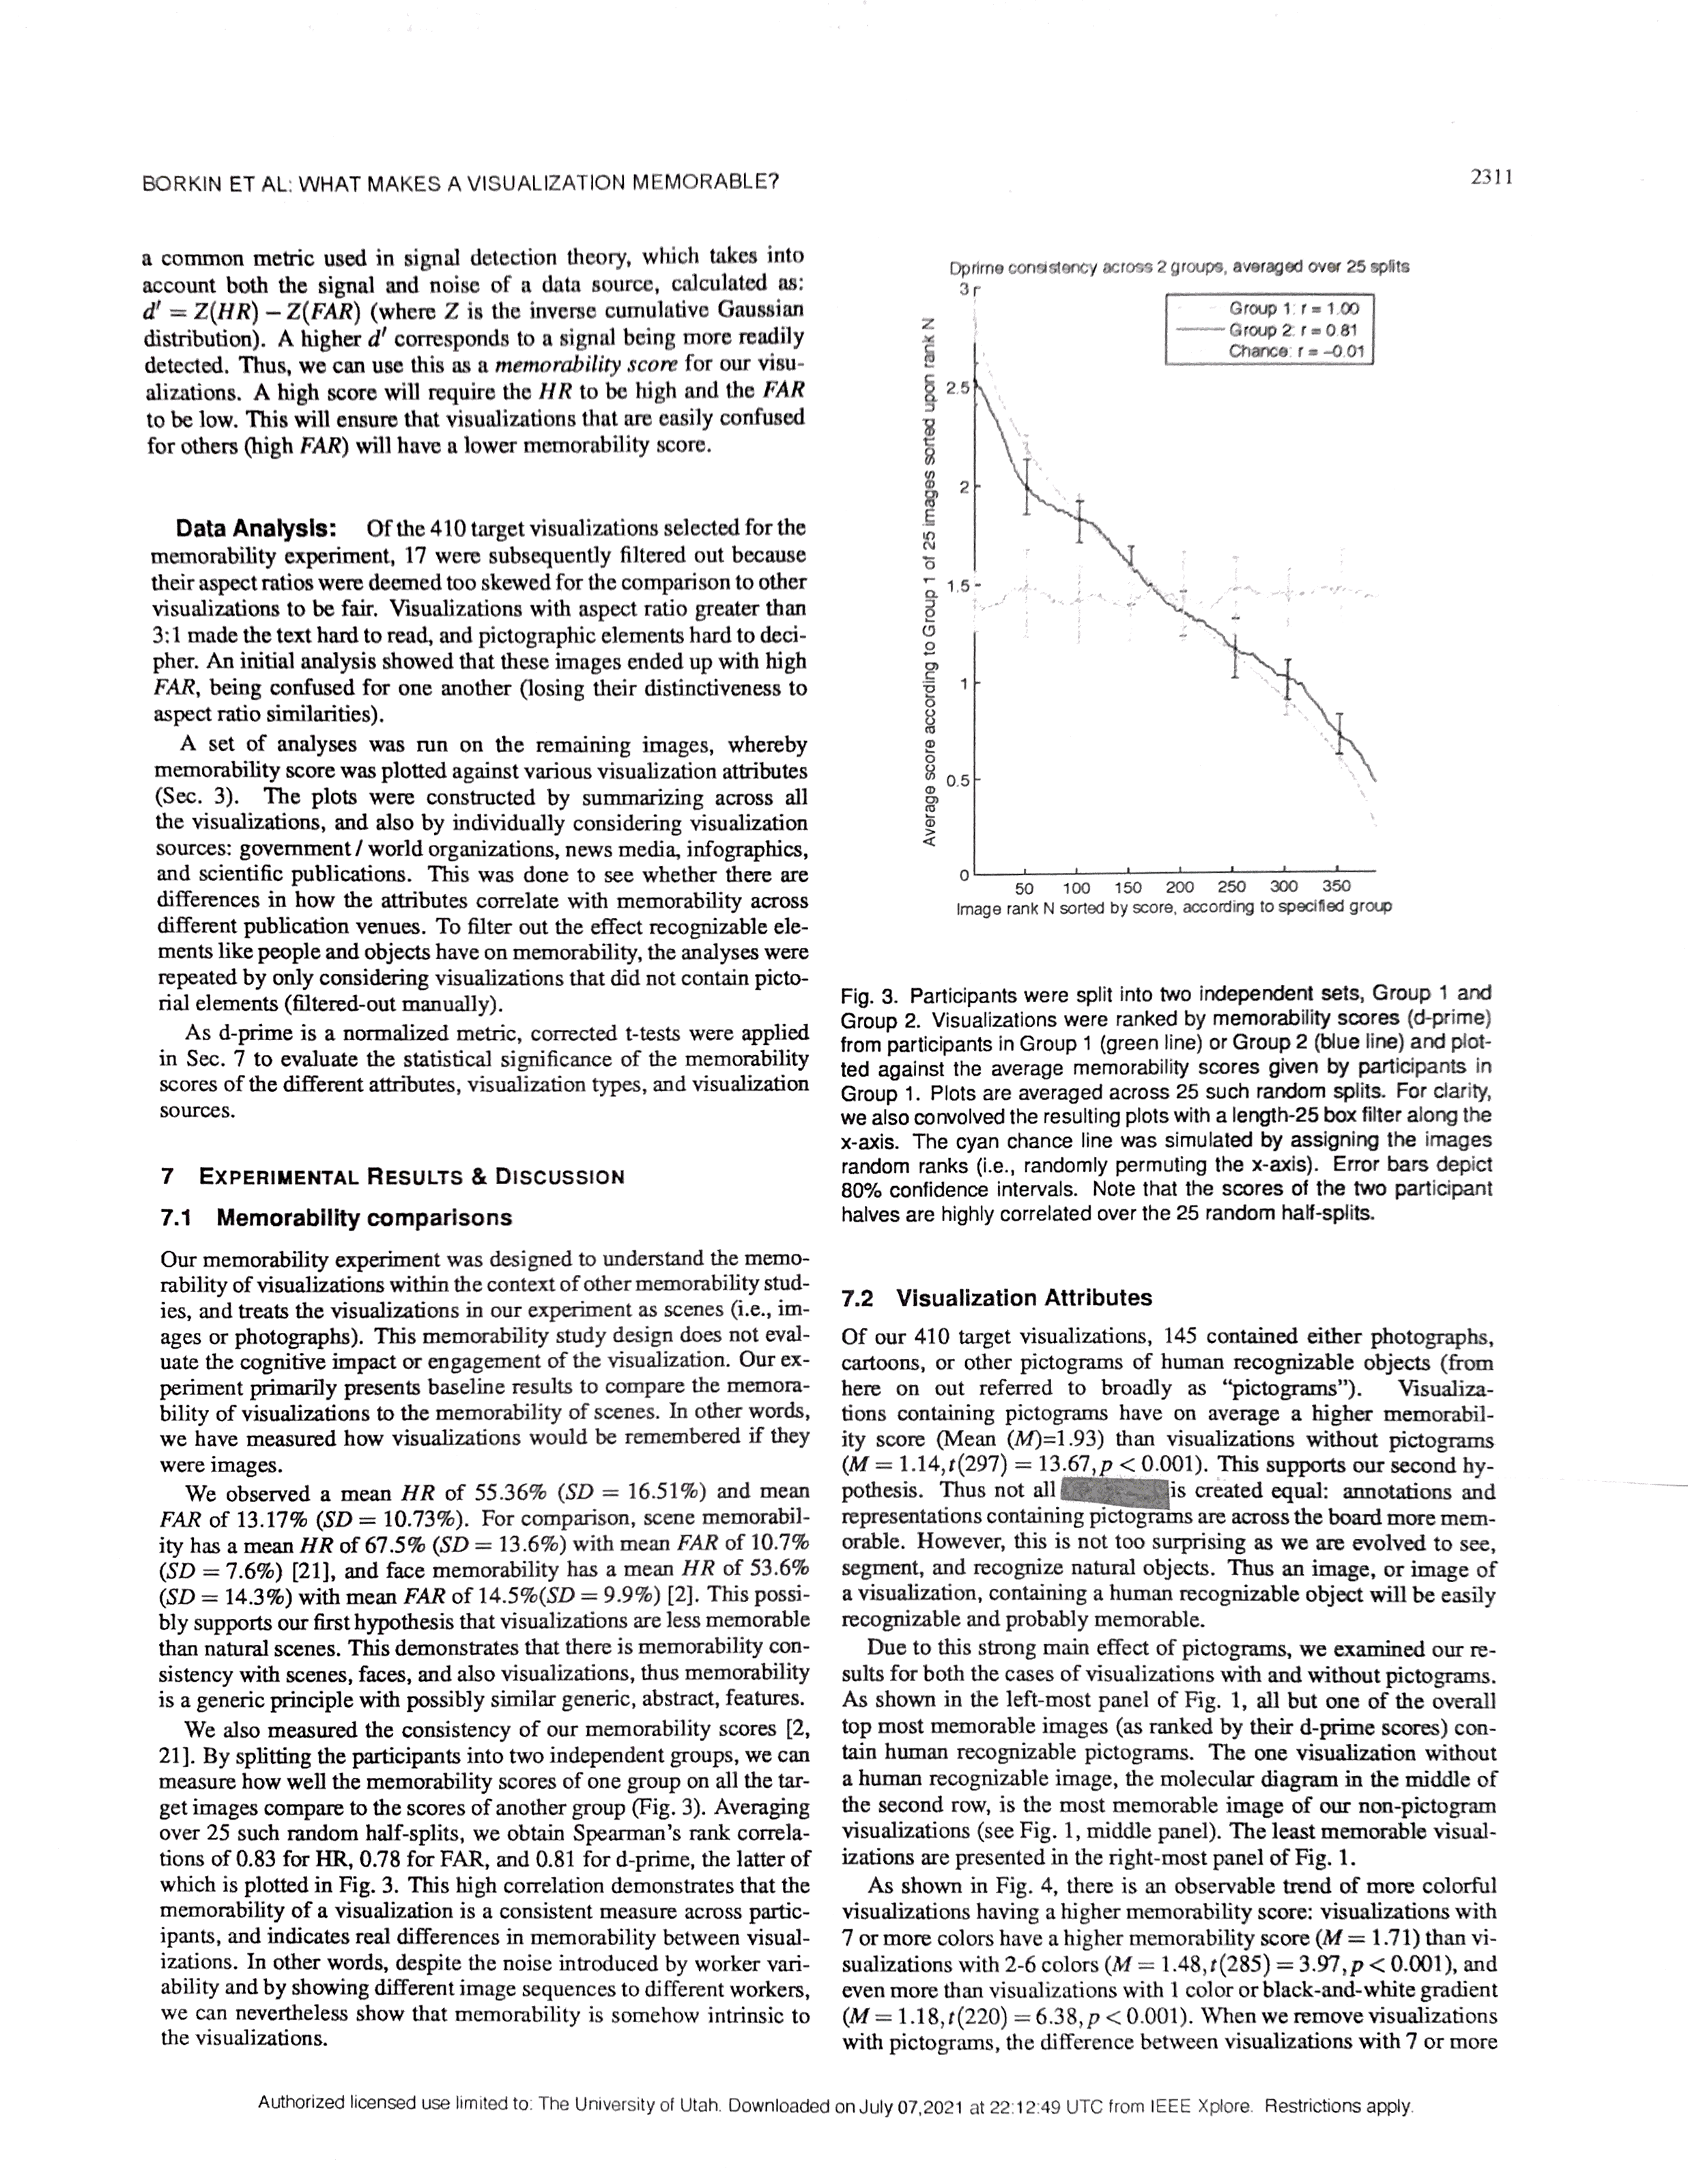 BORKIN ET AL: WHAT MAKES A VISUALIZATION MEMORABLE?
2311
a common metric used in signal detection theory, which takes into
account both the signal and noise of a data source, calculated as:
d′ = Z(HR) − Z(FAR) (where Z is the inverse cumulative Gaussian
distribution). A higher d′ corresponds to a signal being more readily
detected. Thus, we can use this as a memorability score for our visu-
alizations. A high score will require the HR to be high and the FAR
to be low. This will ensure that visualizations that are easily confused
for others (high FAR) will have a lower memorability score.
Data Analysis: Of the 410 target visualizations selected for the
memorability experiment, 17 were subsequently filtered out because
their aspect ratios were deemed too skewed for the comparison to other
visualizations to be fair. Visualizations with aspect ratio greater than
3:1 made the text hard to read, and pictographic elements hard to deci-
pher. An initial analysis showed that these images ended up with high
FAR, being confused for one another (losing their distinctiveness to
aspect ratio similarities).
A set of analyses was run on the remaining images, whereby
memorability score was plotted against various visualization attributes
(Sec. 3). The plots were constructed by summarizing across all
the visualizations, and also by individually considering visualization
sources: government / world organizations, news media, infographics,
and scientific publications. This was done to see whether there are
differences in how the attributes correlate with memorability across
different publication venues. To filter out the effect recognizable ele-
ments like people and objects have on memorability, the analyses were
repeated by only considering visualizations that did not contain picto-
rial elements (filtered-out manually).
As d-prime is a normalized metric, corrected t-tests were applied
in Sec. 7 to evaluate the statistical significance of the memorability
scores of the different attributes, visualization types, and visualization
sources.
7 EXPERIMENTAL RESULTS & DISCUSSION
7.1 Memorability comparisons
Our memorability experiment was designed to understand the memo-
rability of visualizations within the context of other memorability stud-
ies, and treats the visualizations in our experiment as scenes (i.e., im-
ages or photographs). This memorability study design does not eval-
uate the cognitive impact or engagement of the visualization. Our ex-
periment primarily presents baseline results to compare the memora-
bility of visualizations to the memorability of scenes. In other words,
we have measured how visualizations would be remembered if they
were images.
We observed a mean HR of 55.36% (SD = 16.51%) and mean
FAR of 13.17% (SD = 10.73%). For comparison, scene memorabil-
ity has a mean HR of 67.5% (SD = 13.6%) with mean FAR of 10.7%
(SD = 7.6%) [21], and face memorability has a mean HR of 53.6%
(SD = 14.3%) with mean FAR of 14.5%(SD = 9.9%) [2]. This possi-
bly supports our first hypothesis that visualizations are less memorable
than natural scenes. This demonstrates that there is memorability con-
sistency with scenes, faces, and also visualizations, thus memorability
is a generic principle with possibly similar generic, abstract, features.
We also measured the consistency of our memorability scores [2,
21]. By splitting the participants into two independent groups, we can
measure how well the memorability scores of one group on all the tar-
get images compare to the scores of another group (Fig. 3). Averaging
over 25 such random half-splits, we obtain Spearman's rank correla-
tions of 0.83 for HR, 0.78 for FAR, and 0.81 for d-prime, the latter of
which is plotted in Fig. 3. This high correlation demonstrates that the
memorability of a visualization is a consistent measure across partic-
ipants, and indicates real differences in memorability between visual-
izations. In other words, despite the noise introduced by worker vari-
ability and by showing different image sequences to different workers,
we can nevertheless show that memorability is somehow intrinsic to
the visualizations.
Dprime consistency across 2 groups, averaged over 25 splits
Group 1: r = 1.00
Group 2: r = 0.81
Chance: r = -0.01
Average score according to Group 1 of 25 images sorted upon rank N
3
2.5
2
1.5
1
0.5
0
50 100 150 200 250 300 350
Image rank N sorted by score, according to specified group
Fig. 3. Participants were split into two independent sets, Group 1 and
Group 2. Visualizations were ranked by memorability scores (d-prime)
from participants in Group 1 (green line) or Group 2 (blue line) and plot-
ted against the average memorability scores given by participants in
Group 1. Plots are averaged across 25 such random splits. For clarity,
we also convolved the resulting plots with a length-25 box filter along the
x-axis. The cyan chance line was simulated by assigning the images
random ranks (i.e., randomly permuting the x-axis). Error bars depict
80% confidence intervals. Note that the scores of the two participant
halves are highly correlated over the 25 random half-splits.
7.2 Visualization Attributes
Of our 410 target visualizations, 145 contained either photographs,
cartoons, or other pictograms of human recognizable objects (from
here on out referred to broadly as “pictograms”). Visualiza-
tions containing pictograms have on average a higher memorabil-
ity score (Mean (M)=1.93) than visualizations without pictograms
(M = 1.14, t(297) = 13.67, p < 0.001). This supports our second hy-
pothesis. Thus not all is created equal: annotations and
representations containing pictograms are across the board more mem-
orable. However, this is not too surprising as we are evolved to see,
segment, and recognize natural objects. Thus an image, or image of
a visualization, containing a human recognizable object will be easily
recognizable and probably memorable.
Due to this strong main effect of pictograms, we examined our re-
sults for both the cases of visualizations with and without pictograms.
As shown in the left-most panel of Fig. 1, all but one of the overall
top most memorable images (as ranked by their d-prime scores) con-
tain human recognizable pictograms. The one visualization without
a human recognizable image, the molecular diagram in the middle of
the second row, is the most memorable image of our non-pictogram
visualizations (see Fig. 1, middle panel). The least memorable visual-
izations are presented in the right-most panel of Fig. 1.
As shown in Fig. 4, there is an observable trend of more colorful
visualizations having a higher memorability score: visualizations with
7 or more colors have a higher memorability score (M = 1.71) than vi-
sualizations with 2-6 colors (M = 1.48, t(285) = 3.97, p < 0.001), and
even more than visualizations with 1 color or black-and-white gradient
(M = 1.18, t(220) = 6.38, p < 0.001). When we remove visualizations
with pictograms, the difference between visualizations with 7 or more
Authorized licensed use limited to: The University of Utah. Downloaded on July 07,2021 at 22:12:49 UTC from IEEE Xplore. Restrictions apply.